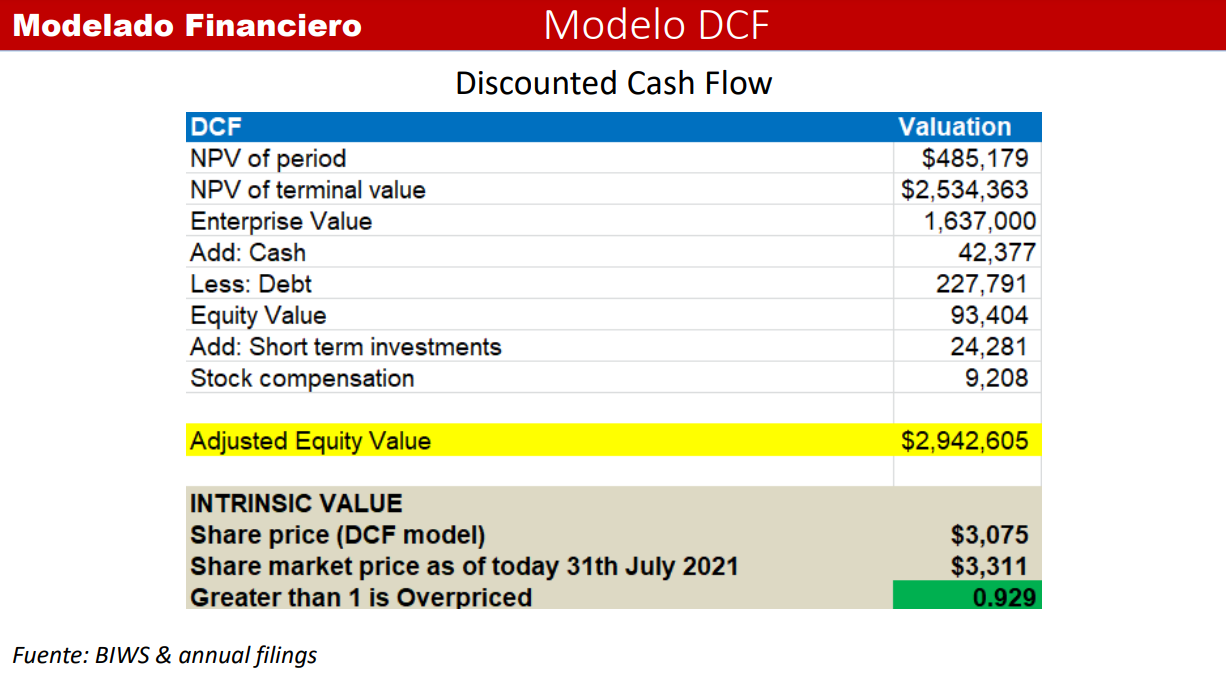 Modelado Financiero
Modelo DCF
Discounted Cash Flow
DCF Valuation
NPV of period $485,179
NPV of terminal value $2,534,363
Enterprise Value 1,637,000
Add: Cash 42,377
Less: Debt 227,791
Equity Value 93,404
Add: Short term investments 24,281
Stock compensation 9,208
Adjusted Equity Value $2,942,605
INTRINSIC VALUE
Share price (DCF model) $3,075
Share market price as of today 31th July 2021 $3,311
Greater than 1 is Overpriced 0.929
Fuente: BIWS & annual filings